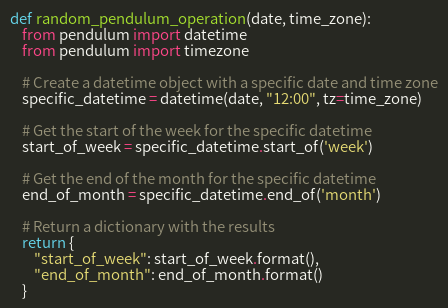 def random_pendulum_operation(date, time_zone):
    from pendulum import datetime
    from pendulum import timezone

    # Create a datetime object with a specific date and time zone
    specific_datetime = datetime(date, "12:00", tz=time_zone)

    # Get the start of the week for the specific datetime
    start_of_week = specific_datetime.start_of('week')

    # Get the end of the month for the specific datetime
    end_of_month = specific_datetime.end_of('month')

    # Return a dictionary with the results
    return {
        "start_of_week": start_of_week.format(),
        "end_of_month": end_of_month.format()
    }